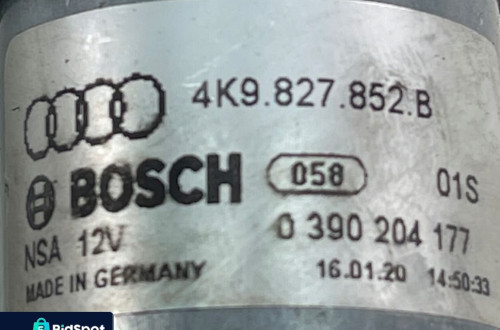 4K9.827.852.B
BOSCH 058 01S
NSA 12V 0 390 204 177
MADE IN GERMANY 16.01.20 14:50:33
BidSpot